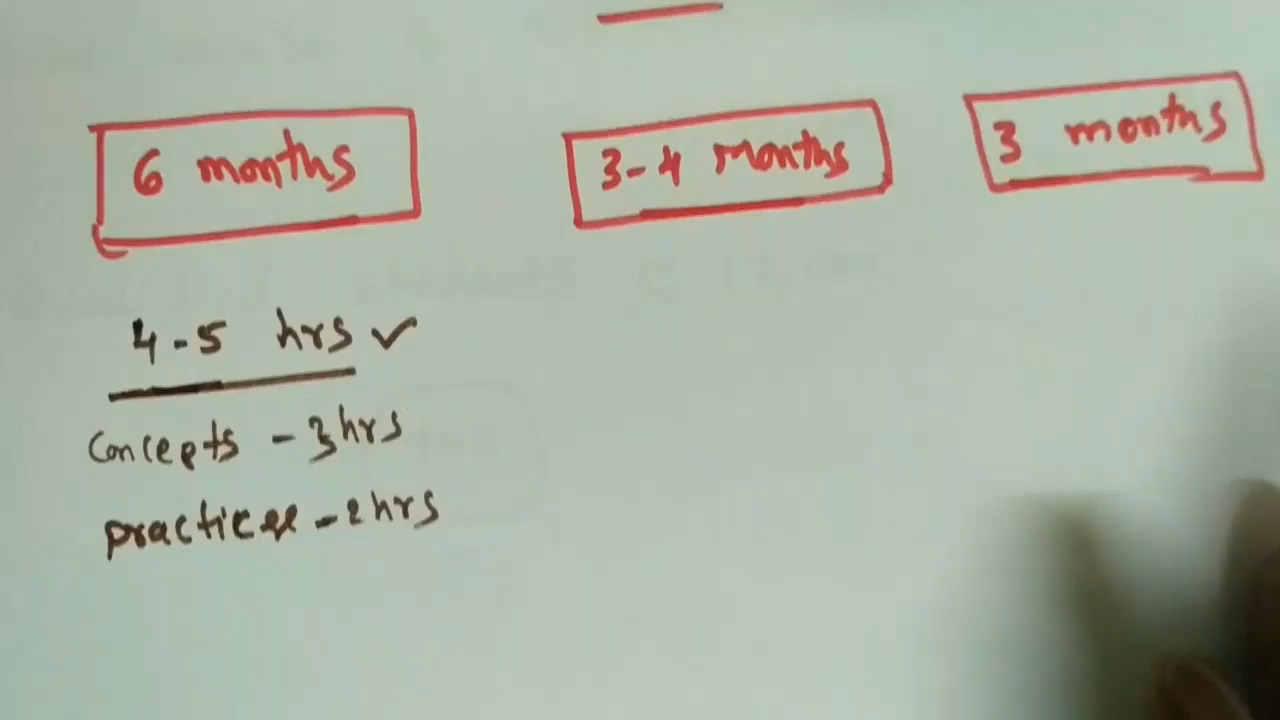 6 months
3-4 Months
3 months
4-5 hrs ✓
Concepts - 3hrs
practice - 2hrs